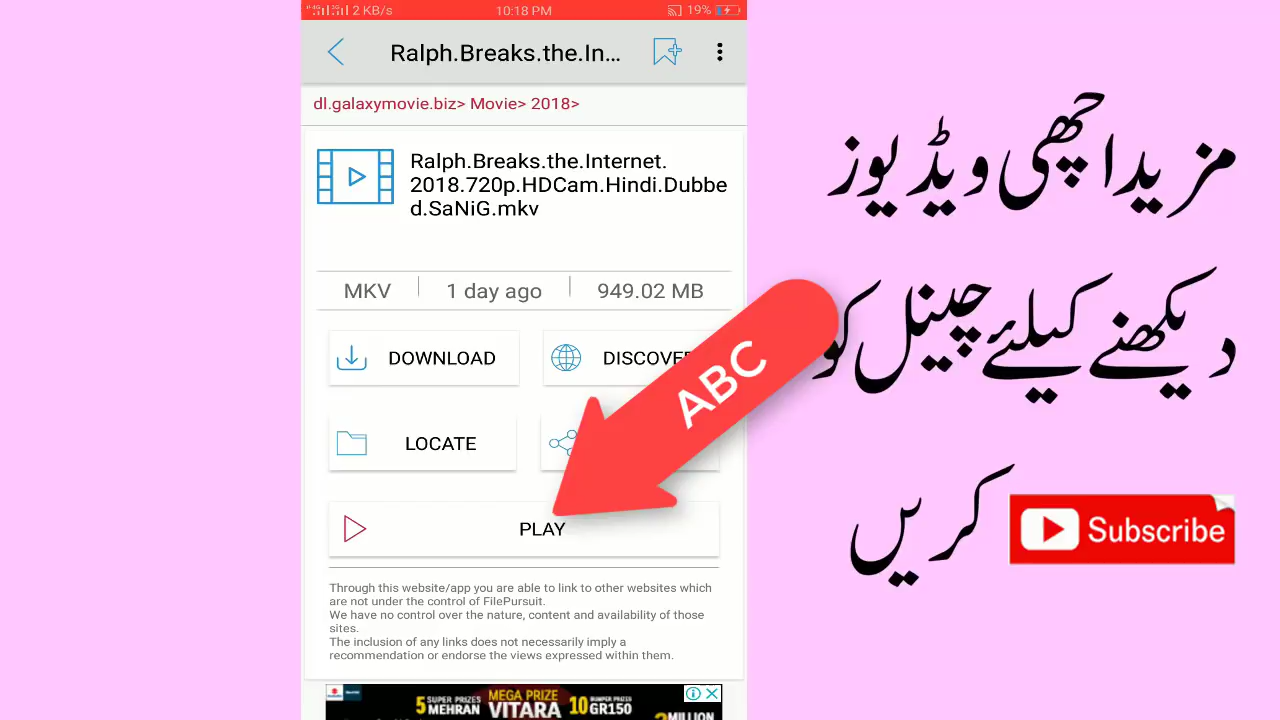 2 KB/s
10:18 PM
19%
Ralph.Breaks.the.In...
dl.galaxymovie.biz> Movie> 2018>
Ralph.Breaks.the.Internet.
2018.720p.HDCam.Hindi.Dubbe
d.SaNiG.mkv
MKV
1 day ago
949.02 MB
DOWNLOAD
DISCOVER
LOCATE
ABC
PLAY
Through this website/app you are able to link to other websites which
are not under the control of FilePursuit.
We have no control over the nature, content and availability of those
sites.
The inclusion of any links does not necessarily imply a
recommendation or endorse the views expressed within them.
5 SUPER PRIZES MEHRAN
MEGA PRIZE
VITARA
10 BUMPER PRIZES GR150
MILLION
مزید اچھی ویڈیوز
دیکھنے کیلئے چینل کو
کریں
Subscribe